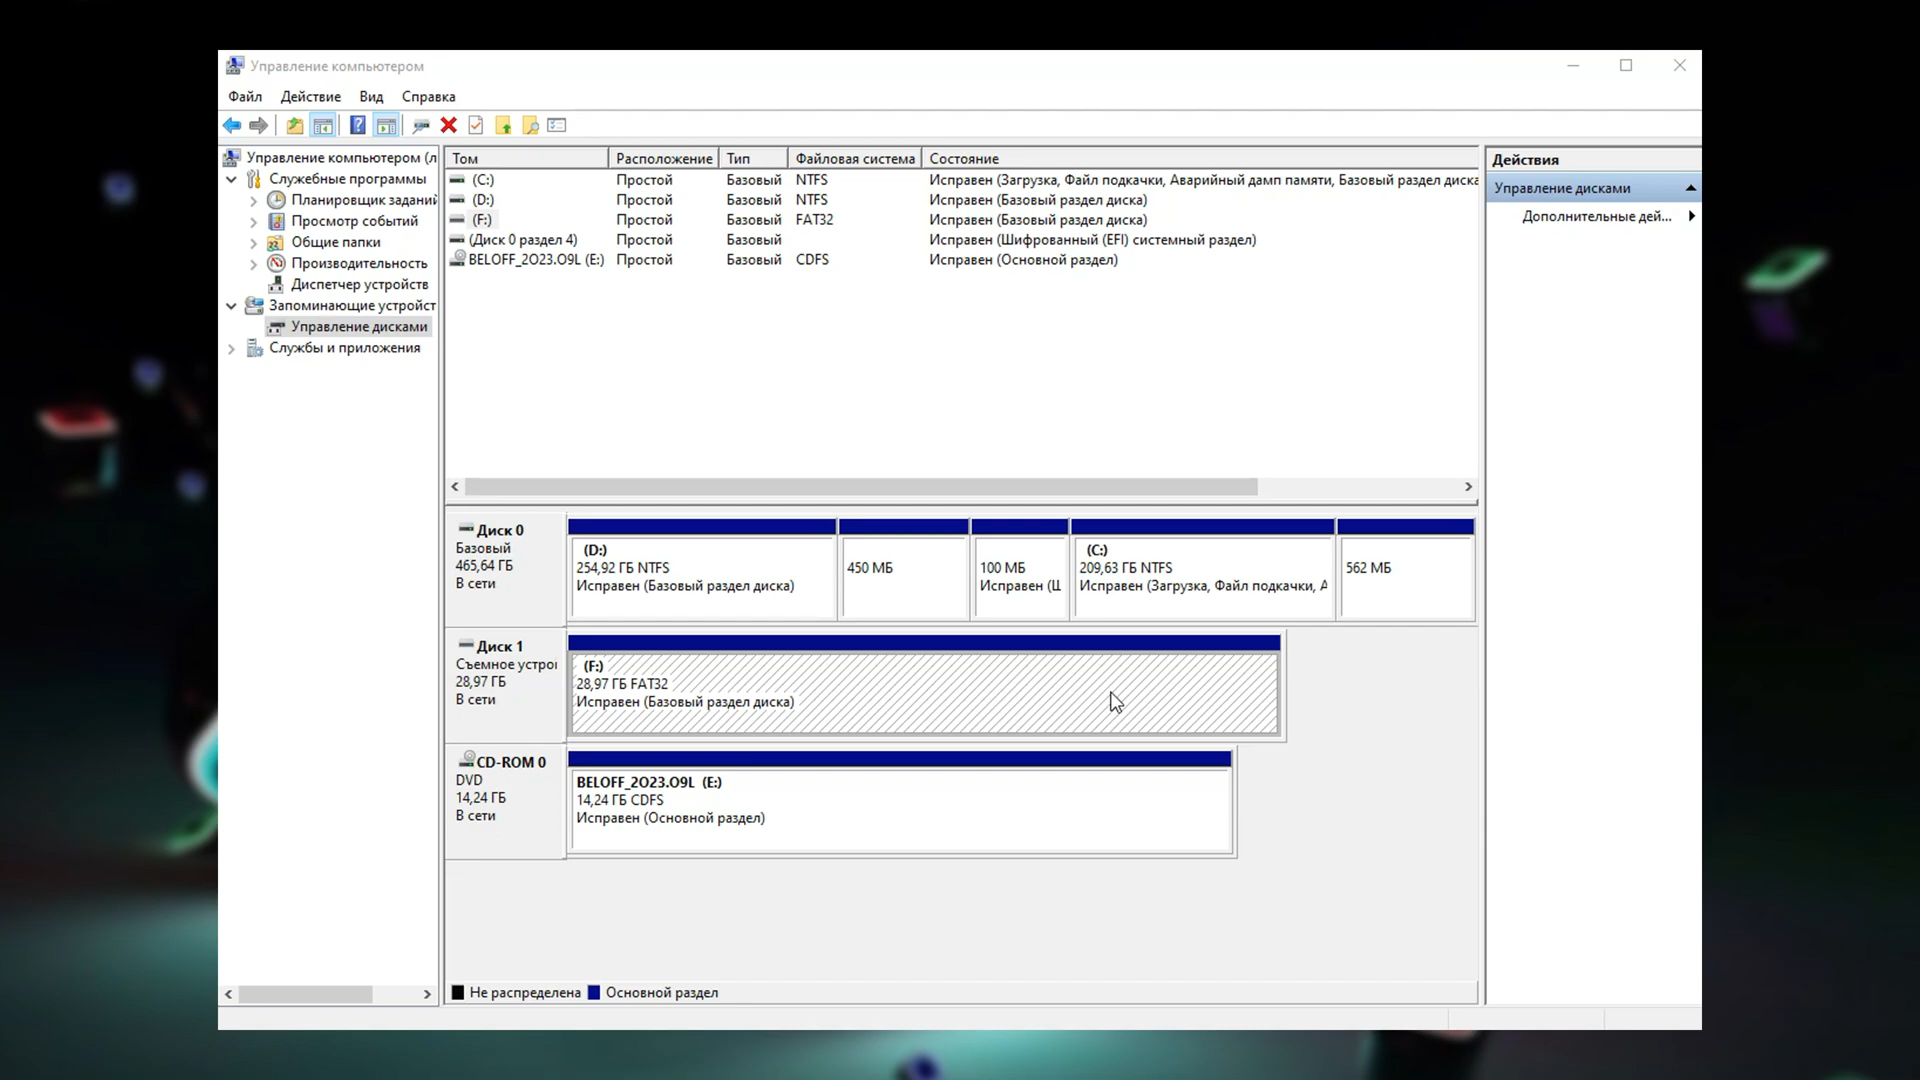 Управление компьютером
Файл Действие Вид Справка
Управление компьютером (л
Служебные программы
Планировщик заданий
Просмотр событий
Общие папки
Производительность
Диспетчер устройств
Запоминающие устройст
Управление дисками
Службы и приложения
Том Расположение Тип Файловая система Состояние
(C:) Простой Базовый NTFS Исправен (Загрузка, Файл подкачки, Аварийный дамп памяти, Базовый раздел диска
(D:) Простой Базовый NTFS Исправен (Базовый раздел диска)
(F:) Простой Базовый FAT32 Исправен (Базовый раздел диска)
(Диск 0 раздел 4) Простой Базовый Исправен (Шифрованный (EFI) системный раздел)
BELOFF_2O23.O9L (E:) Простой Базовый CDFS Исправен (Основной раздел)
Диск 0
Базовый
465,64 ГБ
В сети
(D:)
254,92 ГБ NTFS
Исправен (Базовый раздел диска)
450 МБ
100 МБ
Исправен (Ш
(C:)
209,63 ГБ NTFS
Исправен (Загрузка, Файл подкачки, А
562 МБ
Диск 1
Съемное устрой
28,97 ГБ
В сети
(F:)
28,97 ГБ FAT32
Исправен (Базовый раздел диска)
CD-ROM 0
DVD
14,24 ГБ
В сети
BELOFF_2O23.O9L (E:)
14,24 ГБ CDFS
Исправен (Основной раздел)
Не распределена Основной раздел
Действия
Управление дисками
Дополнительные дей...